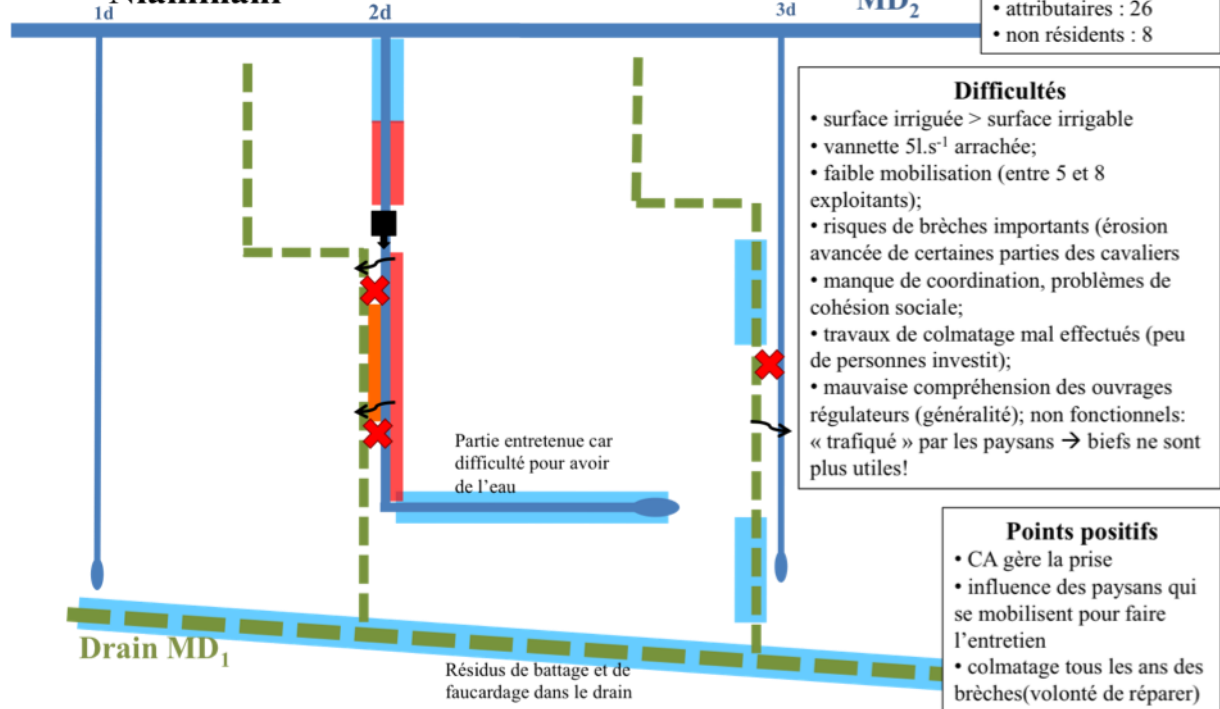 1d
2d
3d
MD₂
• attributaires : 26
• non résidents : 8
Difficultés
• surface irriguée > surface irrigable
• vannette 5l.s⁻¹ arrachée;
• faible mobilisation (entre 5 et 8
exploitants);
• risques de brèches importants (érosion
avancée de certaines parties des cavaliers
• manque de coordination, problèmes de
cohésion sociale;
• travaux de colmatage mal effectués (peu
de personnes investit);
• mauvaise compréhension des ouvrages
régulateurs (généralité); non fonctionnels:
« trafiqué » par les paysans → biefs ne sont
plus utiles!
Partie entretenue car
difficulté pour avoir
de l’eau
Points positifs
• CA gère la prise
• influence des paysans qui
se mobilisent pour faire
l’entretien
• colmatage tous les ans des
brèches(volonté de réparer)
Drain MD₁
Résidus de battage et de
faucardage dans le drain